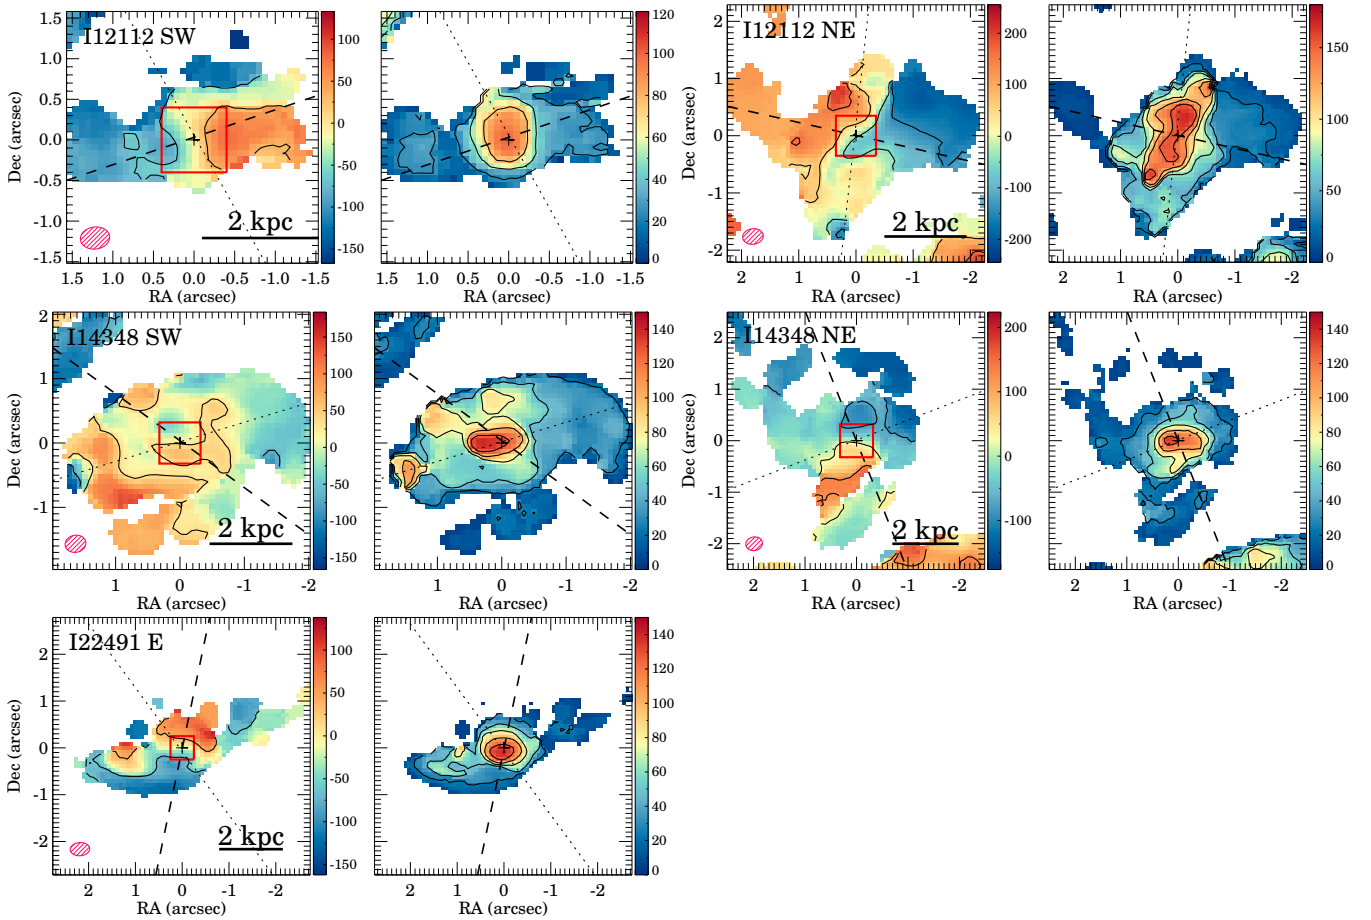 I12112 SW
2 kpc
1.5
1.0
0.5
0.0
-0.5
-1.0
-1.5
Dec (arcsec)
1.5 1.0 0.5 0.0 -0.5 -1.0 -1.5
RA (arcsec)
100
50
0
-50
-100
-150
1.5 1.0 0.5 0.0 -0.5 -1.0 -1.5
RA (arcsec)
120
100
80
60
40
20
0
I12112 NE
2 kpc
2
1
0
-1
-2
Dec (arcsec)
2 1 0 -1 -2
RA (arcsec)
200
100
0
-100
-200
2 1 0 -1 -2
RA (arcsec)
150
100
50
0
I14348 SW
2 kpc
2
1
0
-1
Dec (arcsec)
1 0 -1 -2
RA (arcsec)
150
100
50
0
-50
-100
-150
1 0 -1 -2
RA (arcsec)
140
120
100
80
60
40
20
0
I14348 NE
2 kpc
2
1
0
-1
-2
Dec (arcsec)
2 1 0 -1 -2
RA (arcsec)
200
100
0
-100
2 1 0 -1 -2
RA (arcsec)
140
120
100
80
60
40
20
0
I22491 E
2 kpc
2
1
0
-1
-2
Dec (arcsec)
2 1 0 -1 -2
RA (arcsec)
100
50
0
-50
-100
-150
2 1 0 -1 -2
RA (arcsec)
140
120
100
80
60
40
20
0